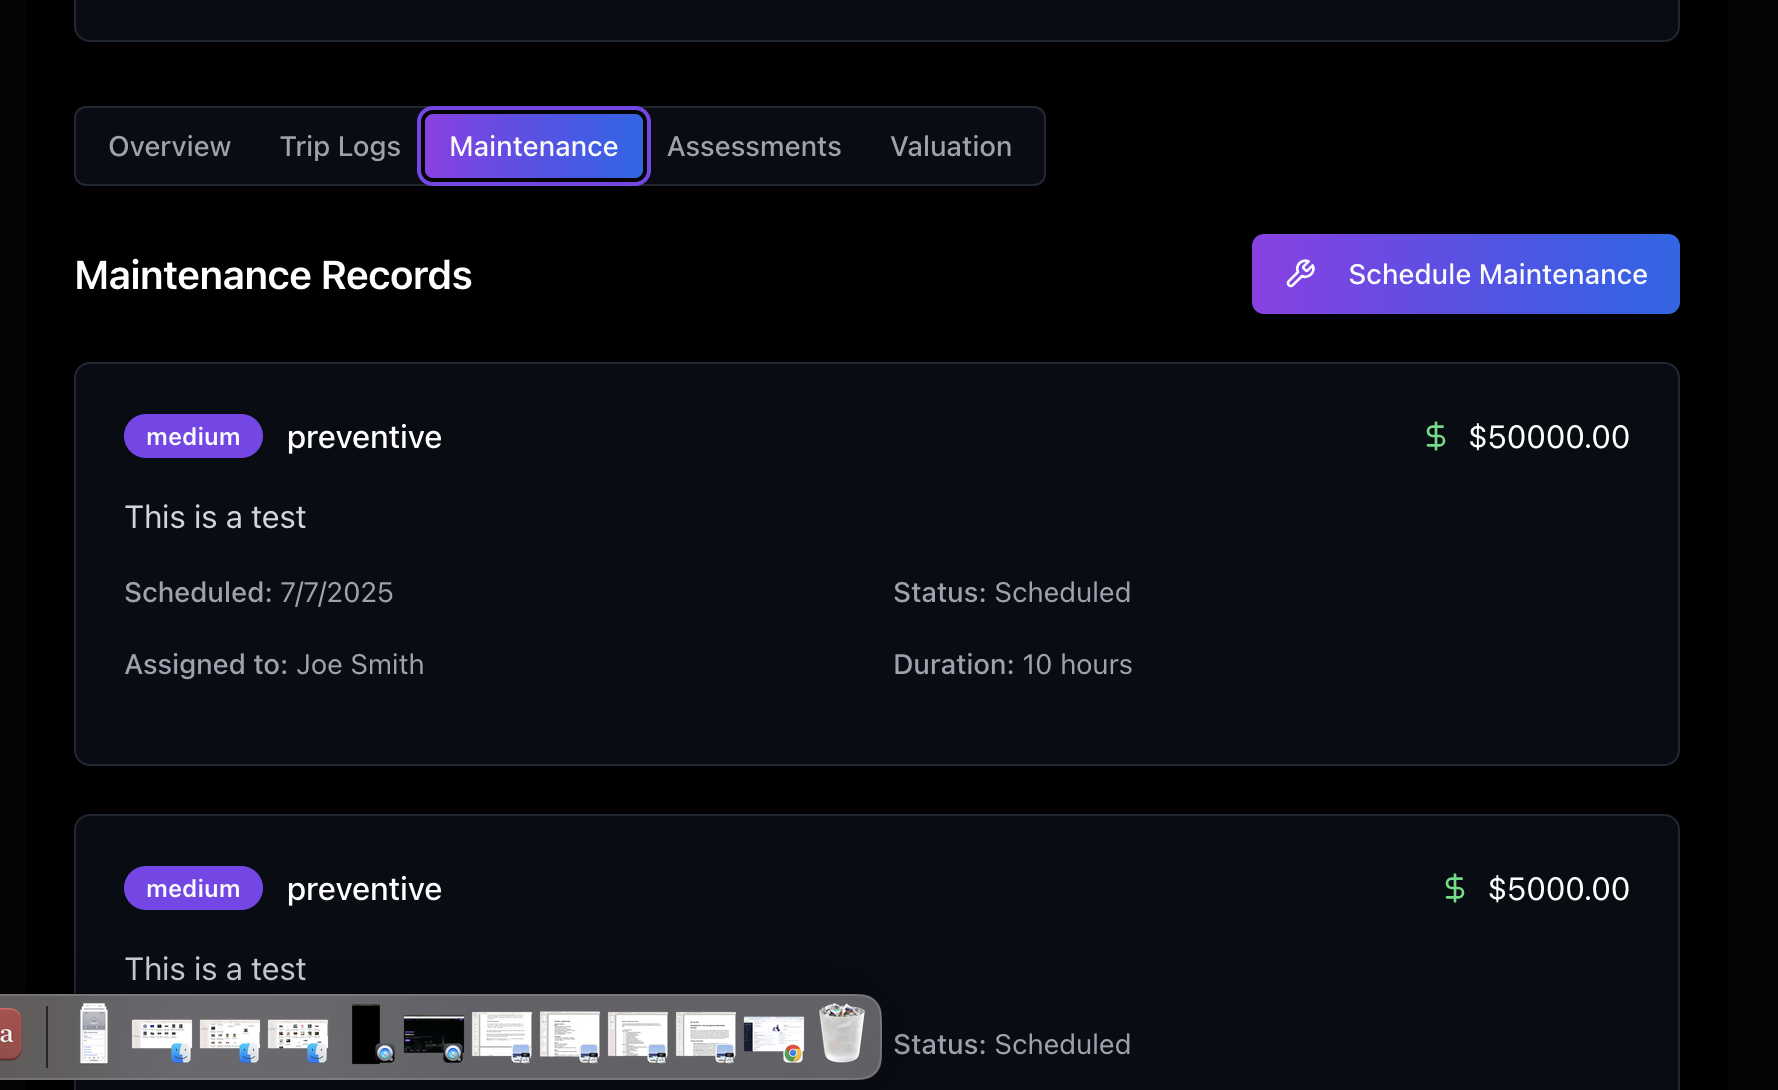 Overview Trip Logs Maintenance Assessments Valuation
Maintenance Records
Schedule Maintenance
medium preventive
$ $50000.00
This is a test
Scheduled: 7/7/2025 Status: Scheduled
Assigned to: Joe Smith Duration: 10 hours
medium preventive
$ $5000.00
This is a test
Status: Scheduled
a